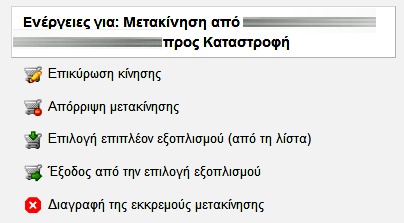 Ενέργειες για: Μετακίνηση από
προς Καταστροφή
Επικύρωση κίνησης
Απόρριψη μετακίνησης
Επιλογή επιπλέον εξοπλισμού (από τη λίστα)
Έξοδος από την επιλογή εξοπλισμού
Διαγραφή της εκκρεμούς μετακίνησης